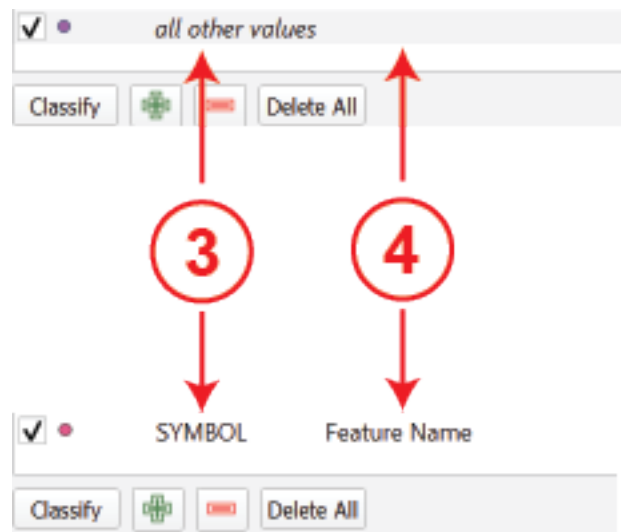 all other values
Classify Delete All
3 4
SYMBOL Feature Name
Classify Delete All